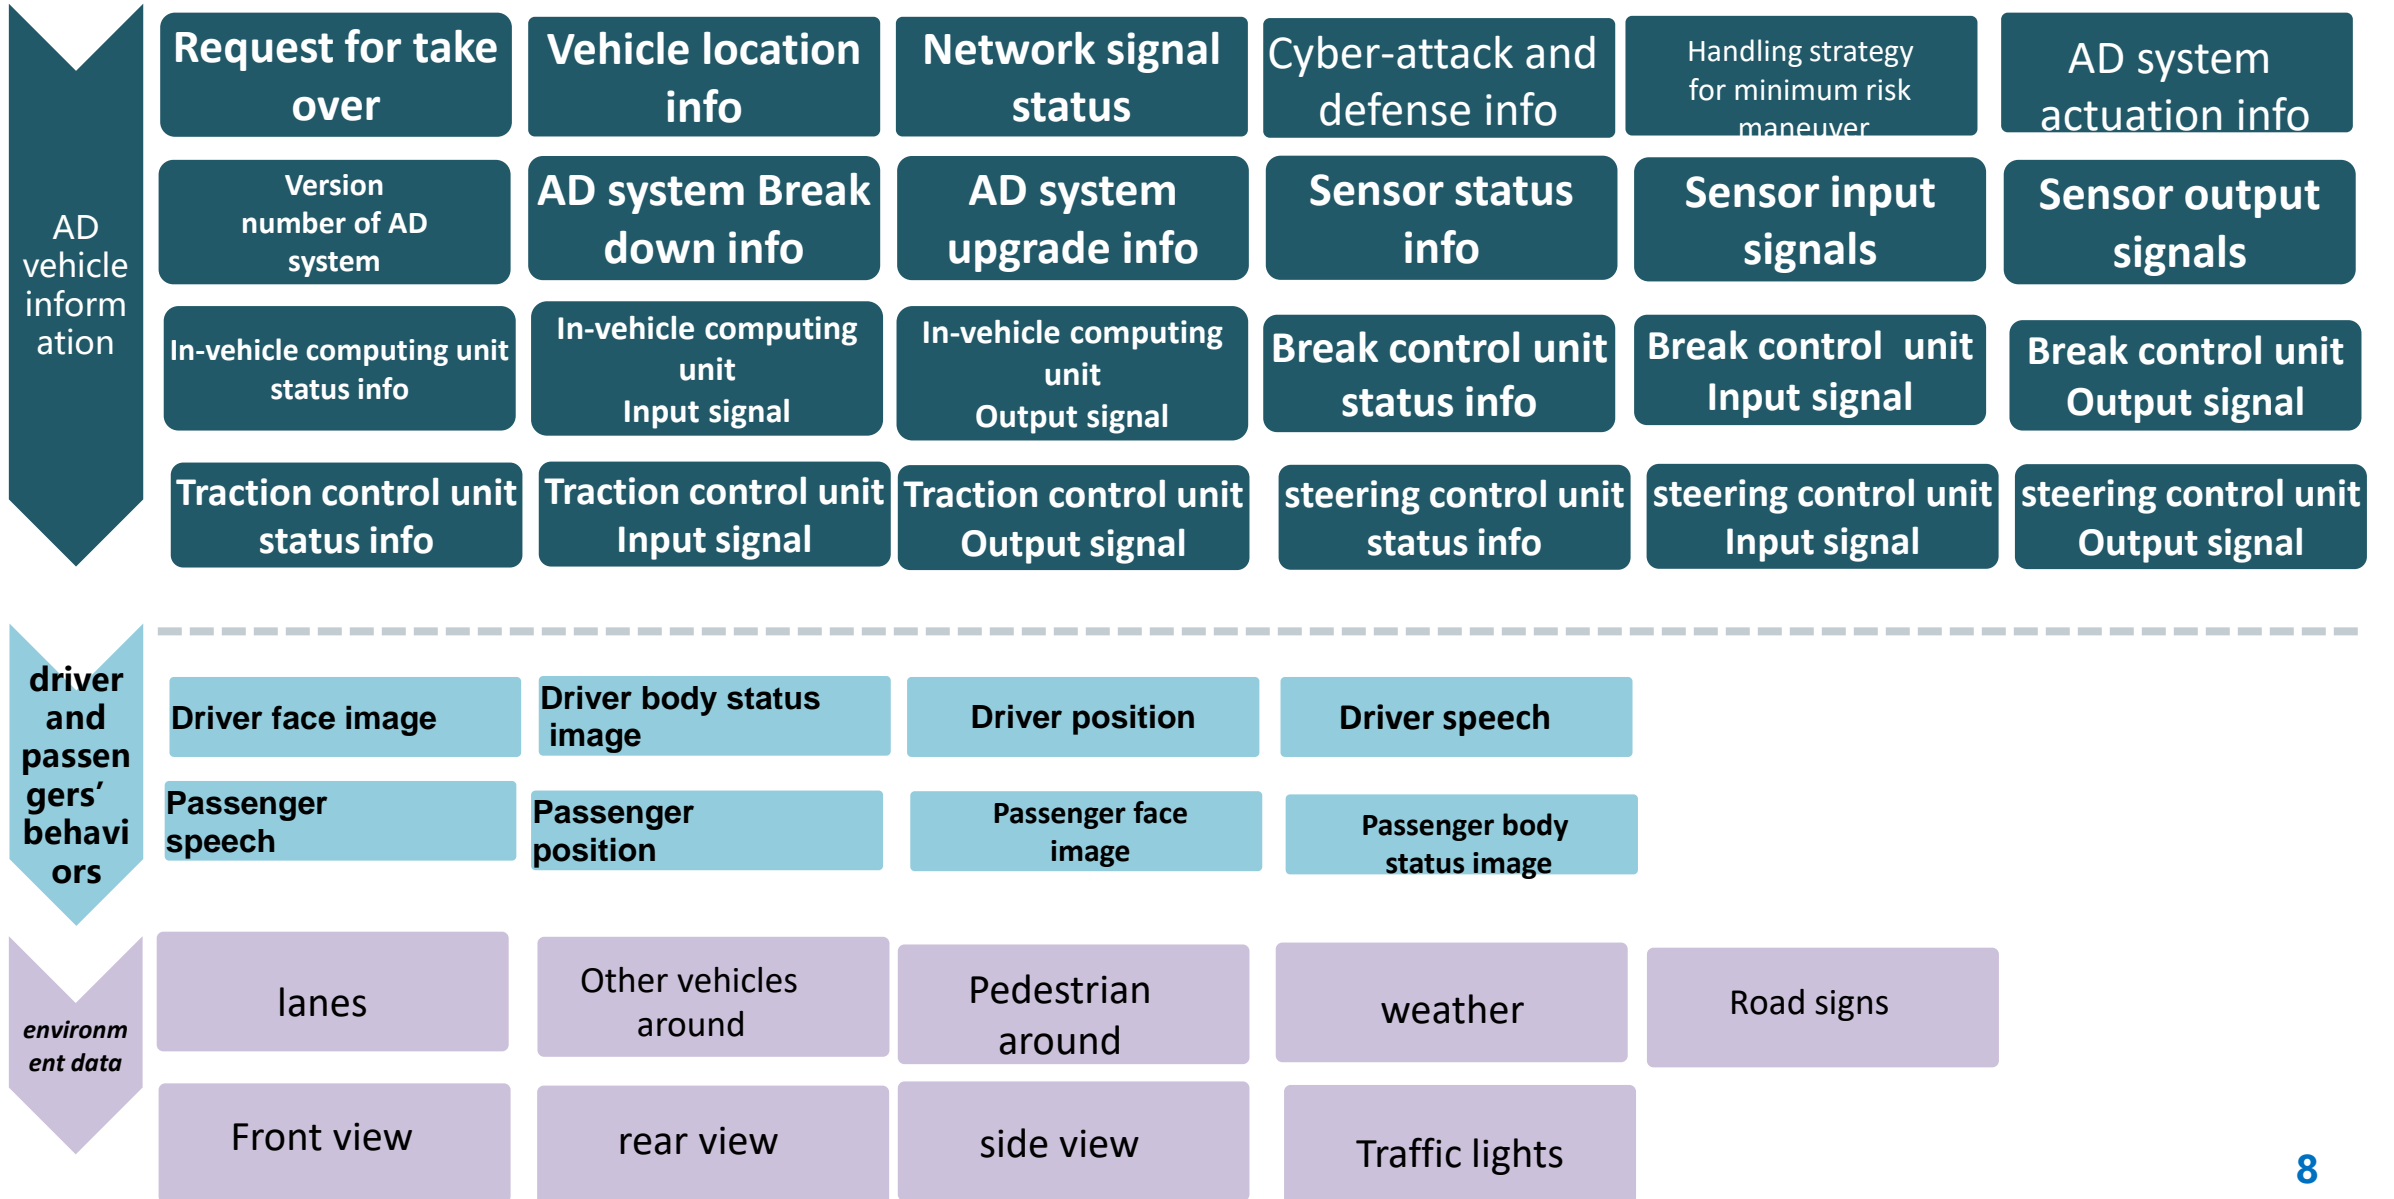 AD
vehicle
inform
ation
Request for take
over
Vehicle location
info
Network signal
status
Cyber-attack and
defense info
Handling strategy
for minimum risk
maneuver
AD system
actuation info
Version
number of AD
system
AD system Break
down info
AD system
upgrade info
Sensor status
info
Sensor input
signals
Sensor output
signals
In-vehicle computing unit
status info
In-vehicle computing
unit
Input signal
In-vehicle computing
unit
Output signal
Break control unit
status info
Break control unit
Input signal
Break control unit
Output signal
Traction control unit
status info
Traction control unit
Input signal
Traction control unit
Output signal
steering control unit
status info
steering control unit
Input signal
steering control unit
Output signal
driver
and
passen
gers’
behavi
ors
Driver face image
Driver body status
image
Driver position
Driver speech
Passenger
speech
Passenger
position
Passenger face
image
Passenger body
status image
environm
ent data
lanes
Other vehicles
around
Pedestrian
around
weather
Road signs
Front view
rear view
side view
Traffic lights
8